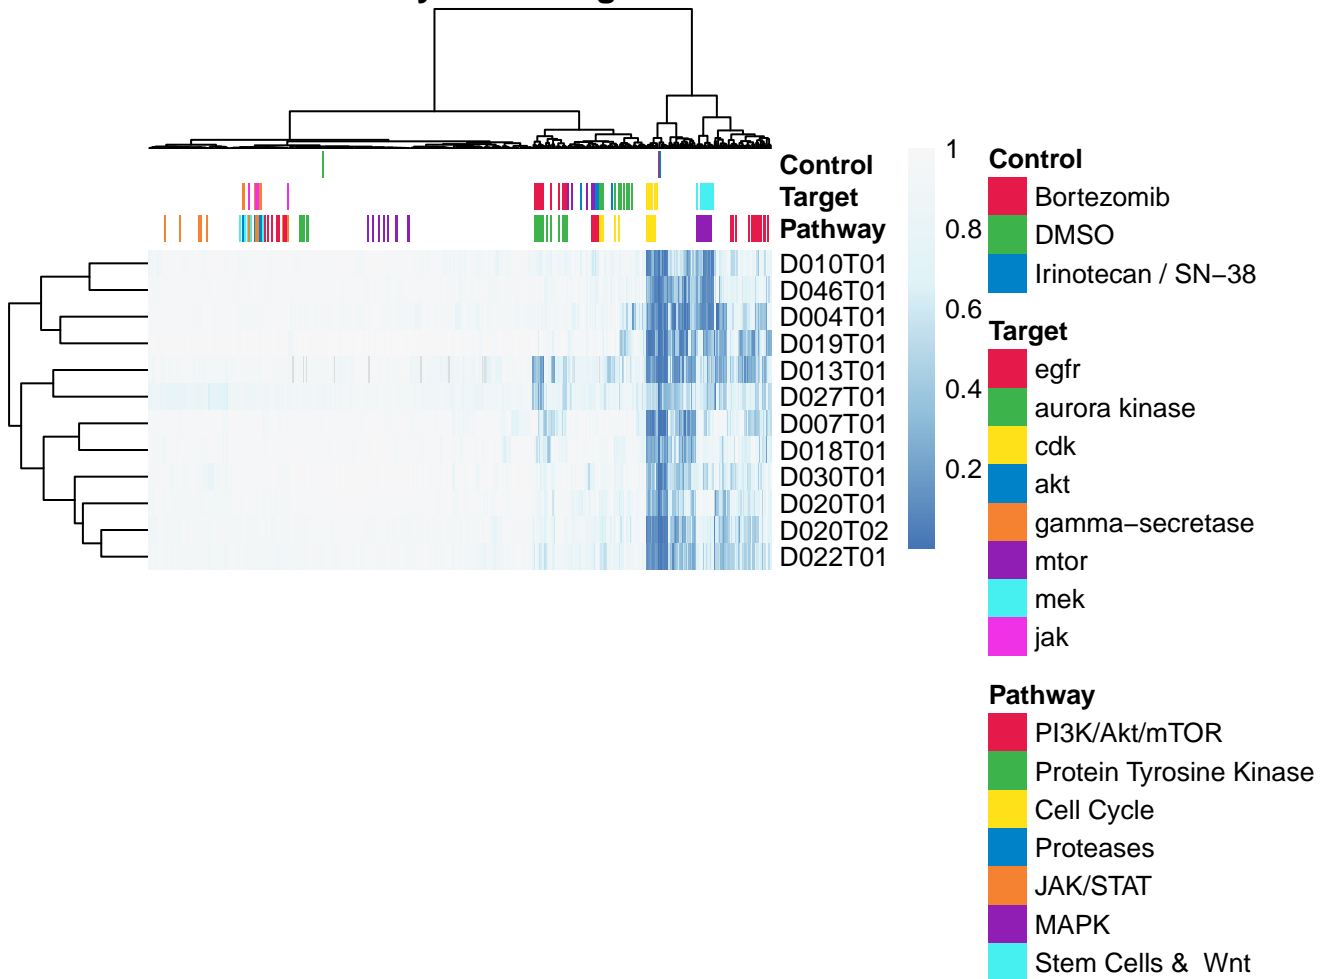 Control
Target
Pathway
D010T01
D046T01
D004T01
D019T01
D013T01
D027T01
D007T01
D018T01
D030T01
D020T01
D020T02
D022T01
1
0.8
0.6
0.4
0.2
Control
Bortezomib
DMSO
Irinotecan / SN−38
Target
egfr
aurora kinase
cdk
akt
gamma−secretase
mtor
mek
jak
Pathway
PI3K/Akt/mTOR
Protein Tyrosine Kinase
Cell Cycle
Proteases
JAK/STAT
MAPK
Stem Cells &  Wnt